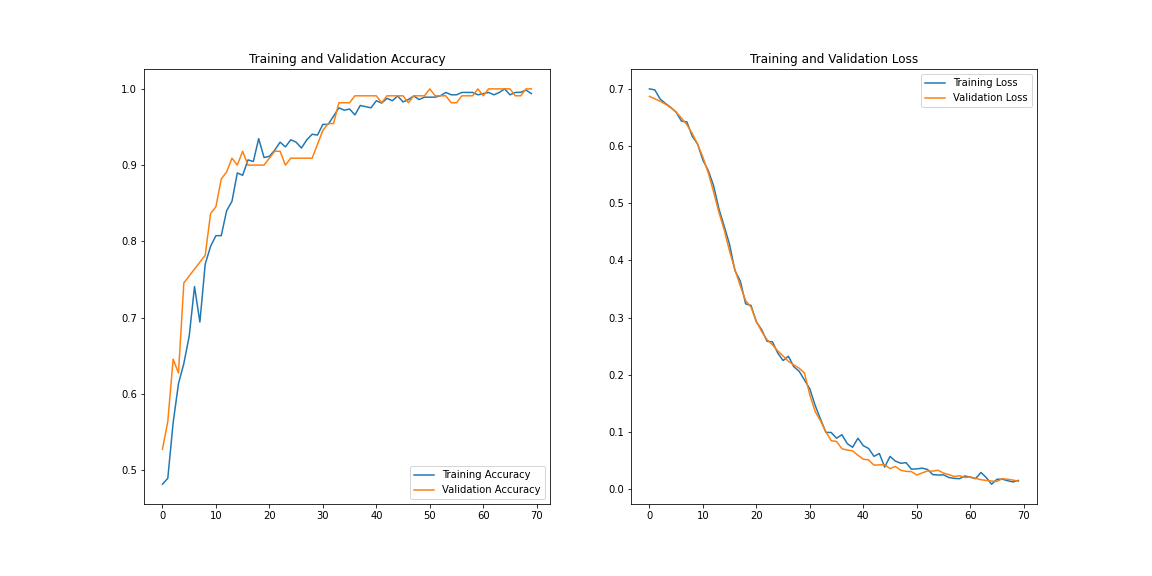 Training and Validation Accuracy
1.0
0.9
0.8
0.7
0.6
0.5
0 10 20 30 40 50 60 70
Training Accuracy
Validation Accuracy
Training and Validation Loss
0.7
0.6
0.5
0.4
0.3
0.2
0.1
0.0
0 10 20 30 40 50 60 70
Training Loss
Validation Loss